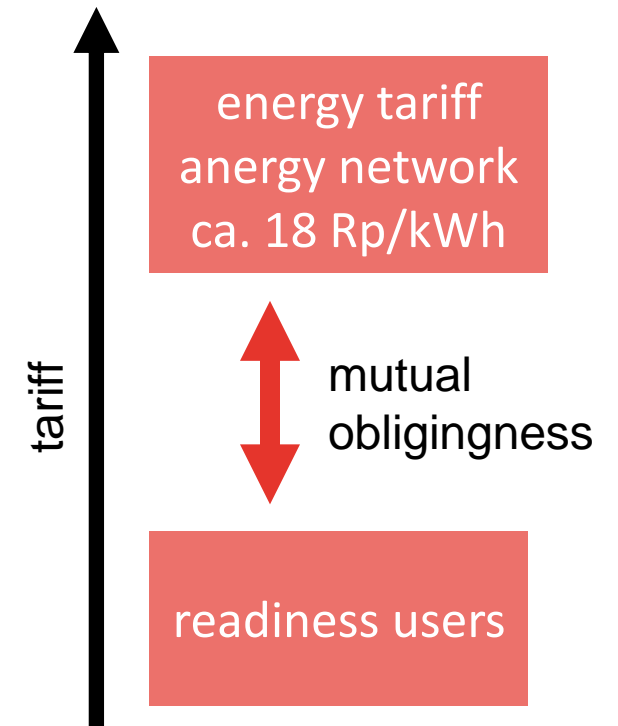 energy tariff
anergy network
ca. 18 Rp/kWh
tariff
mutual
obligingness
readiness users